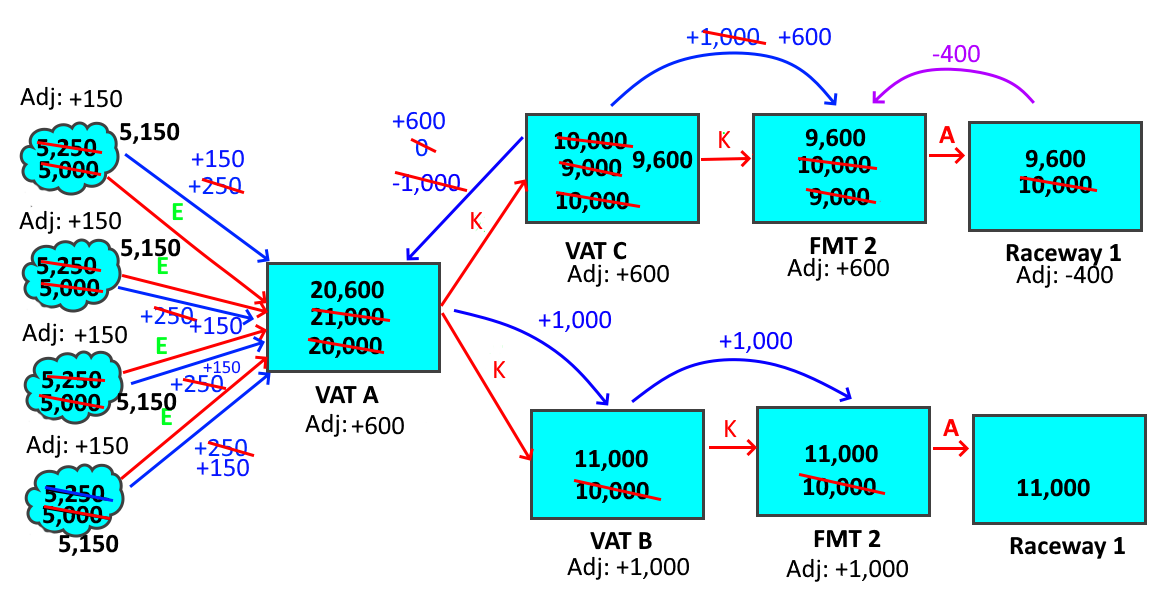 +1,000 +600
-400
Adj: +150
5,150
5,250
5,000
+150
+250
E
+600
0
-1,000
10,000
9,000
9,600
10,000
K
9,600
10,000
9,000
A
9,600
10,000
K
VAT C
Adj: +600
FMT 2
Adj: +600
Raceway 1
Adj: -400
Adj: +150
5,150
5,250
5,000
E
+250
+150
20,600
21,000
20,000
VAT A
Adj: +600
Adj: +150
5,250
5,000
5,150
E
+150
+250
+1,000
+1,000
K
Adj: +150
5,250
5,000
5,150
E
+250
+150
11,000
10,000
K
11,000
10,000
A
11,000
VAT B
Adj: +1,000
FMT 2
Adj: +1,000
Raceway 1